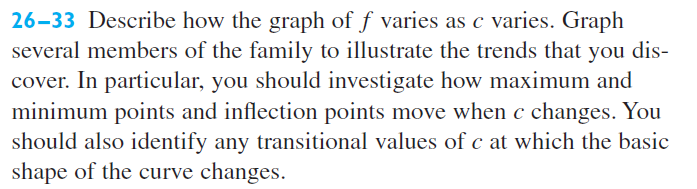 26–33 Describe how the graph of f varies as c varies. Graph
several members of the family to illustrate the trends that you dis-
cover. In particular, you should investigate how maximum and
minimum points and inflection points move when c changes. You
should also identify any transitional values of c at which the basic
shape of the curve changes.